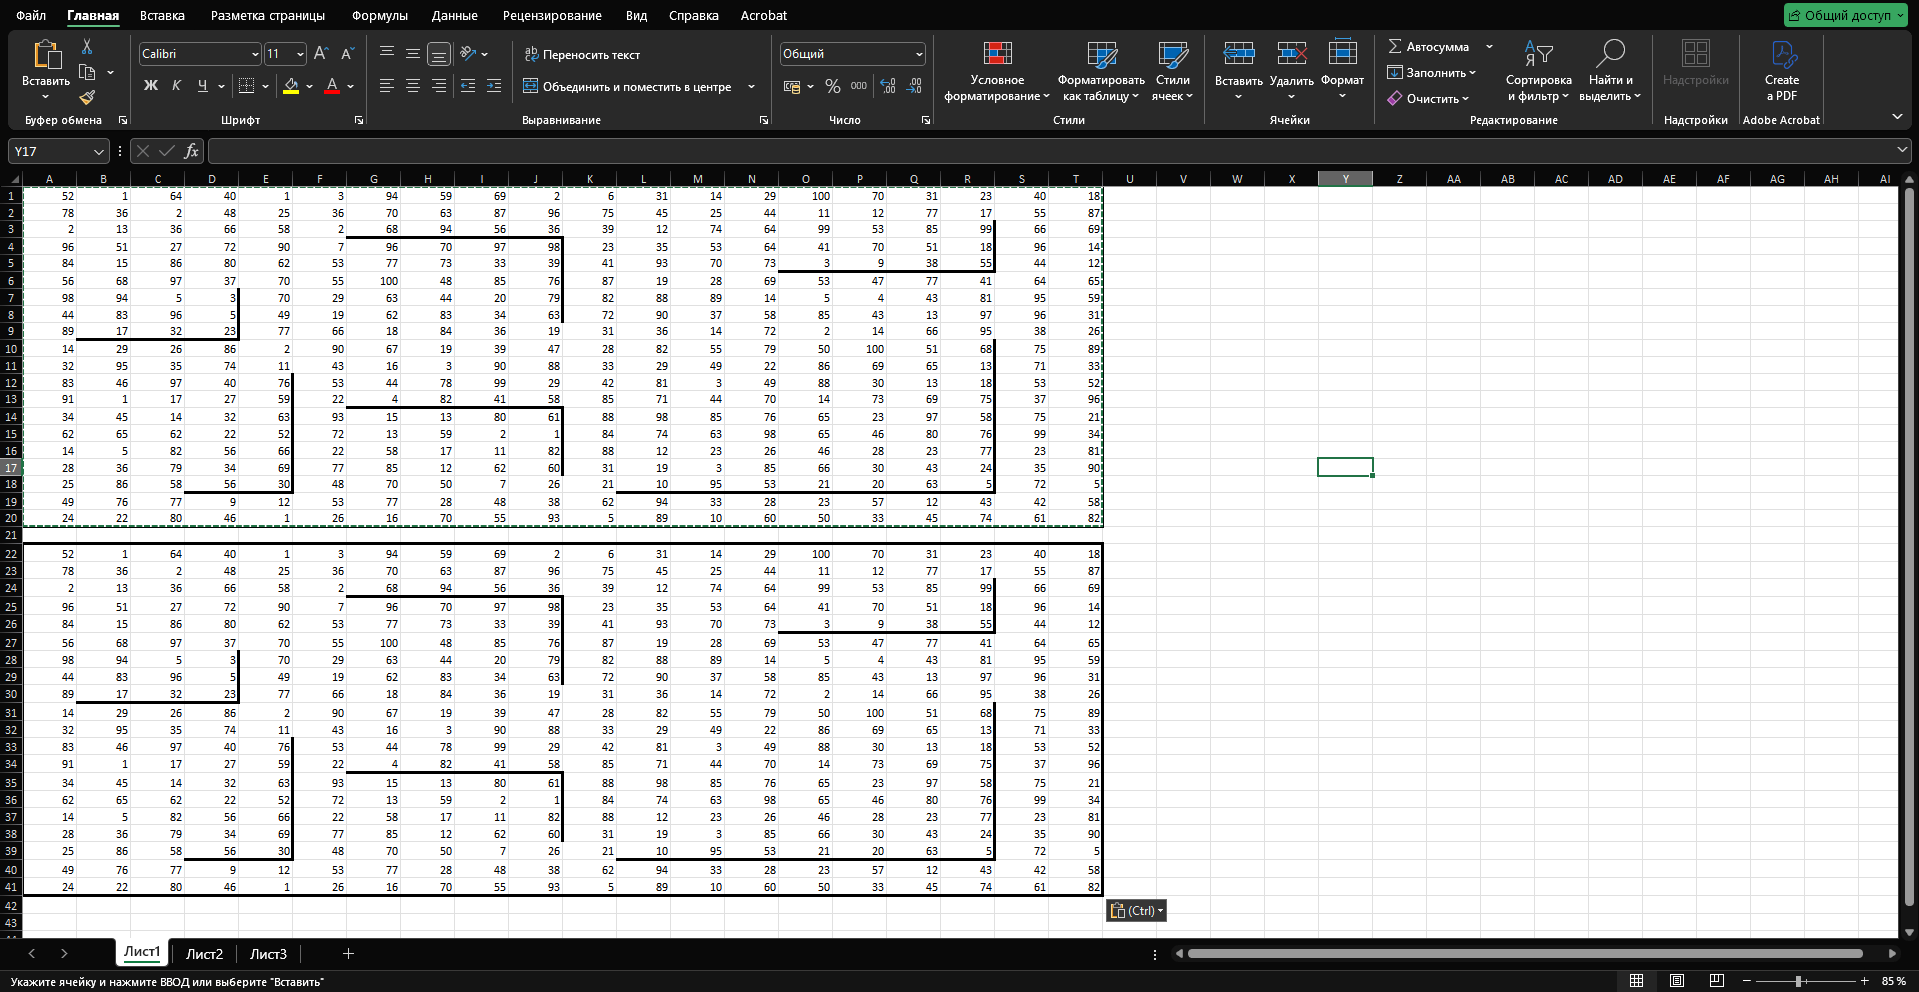 Файл Главная Вставка Разметка страницы Формулы Данные Рецензирование Вид Справка Acrobat Общий доступ
Вставить Calibri 11 Переносить текст Общий Условное форматирование Форматировать как таблицу Стили ячеек Вставить Удалить Формат Автосумма Заполнить Очистить Сортировка и фильтр Найти и выделить Надстройки Create a PDF
Ж К Ч Объединить и поместить в центре % 000
Буфер обмена Шрифт Выравнивание Число Стили Ячейки Редактирование Надстройки Adobe Acrobat
Y17 fx
A B C D E F G H I J K L M N O P Q R S T U V W X Y Z AA AB AC AD AE AF AG AH AI
1 52 1 64 40 1 3 94 59 69 2 6 31 14 29 100 70 31 23 40 18
2 78 36 2 48 25 36 70 63 87 96 75 45 25 44 11 12 77 17 55 87
3 2 13 36 66 58 2 68 94 56 36 39 12 74 64 99 53 85 99 66 69
4 96 51 27 72 90 7 96 70 97 98 23 35 53 64 41 70 51 18 96 14
5 84 15 86 80 62 53 77 73 33 39 41 93 70 73 3 9 38 55 44 12
6 56 68 97 37 70 55 100 48 85 76 87 19 28 69 53 47 77 41 64 65
7 98 94 5 3 70 29 63 44 20 79 82 88 89 14 5 4 43 81 95 59
8 44 83 96 5 49 19 62 83 34 63 72 90 37 58 85 43 13 97 96 31
9 89 17 32 23 77 66 18 84 36 19 31 36 14 72 2 14 66 95 38 26
10 14 29 26 86 2 90 67 19 39 47 28 82 55 79 50 100 51 68 75 89
11 32 95 35 74 11 43 16 3 90 88 33 29 49 22 86 69 65 13 71 33
12 83 46 97 40 76 53 44 78 99 29 42 81 3 49 88 30 13 18 53 52
13 91 1 17 27 59 22 4 82 41 58 85 71 44 70 14 73 69 75 37 96
14 34 45 14 32 63 93 15 13 80 61 88 98 85 76 65 23 97 58 75 21
15 62 65 62 22 52 72 13 59 2 1 84 74 63 98 65 46 80 76 99 34
16 14 5 82 56 66 22 58 17 11 82 88 12 23 26 46 28 23 77 23 81
17 28 36 79 34 69 77 85 12 62 60 31 19 3 85 66 30 43 24 35 90
18 25 86 58 56 30 48 70 50 7 26 21 10 95 53 21 20 63 5 72 5
19 49 76 77 9 12 53 77 28 48 38 62 94 33 28 23 57 12 43 42 58
20 24 22 80 46 1 26 16 70 55 93 5 89 10 60 50 33 45 74 61 82
21
22 52 1 64 40 1 3 94 59 69 2 6 31 14 29 100 70 31 23 40 18
23 78 36 2 48 25 36 70 63 87 96 75 45 25 44 11 12 77 17 55 87
24 2 13 36 66 58 2 68 94 56 36 39 12 74 64 99 53 85 99 66 69
25 96 51 27 72 90 7 96 70 97 98 23 35 53 64 41 70 51 18 96 14
26 84 15 86 80 62 53 77 73 33 39 41 93 70 73 3 9 38 55 44 12
27 56 68 97 37 70 55 100 48 85 76 87 19 28 69 53 47 77 41 64 65
28 98 94 5 3 70 29 63 44 20 79 82 88 89 14 5 4 43 81 95 59
29 44 83 96 5 49 19 62 83 34 63 72 90 37 58 85 43 13 97 96 31
30 89 17 32 23 77 66 18 84 36 19 31 36 14 72 2 14 66 95 38 26
31 14 29 26 86 2 90 67 19 39 47 28 82 55 79 50 100 51 68 75 89
32 32 95 35 74 11 43 16 3 90 88 33 29 49 22 86 69 65 13 71 33
33 83 46 97 40 76 53 44 78 99 29 42 81 3 49 88 30 13 18 53 52
34 91 1 17 27 59 22 4 82 41 58 85 71 44 70 14 73 69 75 37 96
35 34 45 14 32 63 93 15 13 80 61 88 98 85 76 65 23 97 58 75 21
36 62 65 62 22 52 72 13 59 2 1 84 74 63 98 65 46 80 76 99 34
37 14 5 82 56 66 22 58 17 11 82 88 12 23 26 46 28 23 77 23 81
38 28 36 79 34 69 77 85 12 62 60 31 19 3 85 66 30 43 24 35 90
39 25 86 58 56 30 48 70 50 7 26 21 10 95 53 21 20 63 5 72 5
40 49 76 77 9 12 53 77 28 48 38 62 94 33 28 23 57 12 43 42 58
41 24 22 80 46 1 26 16 70 55 93 5 89 10 60 50 33 45 74 61 82
42 (Ctrl)
43
Лист1 Лист2 Лист3 +
Укажите ячейку и нажмите ВВОД или выберите "Вставить" 85 %